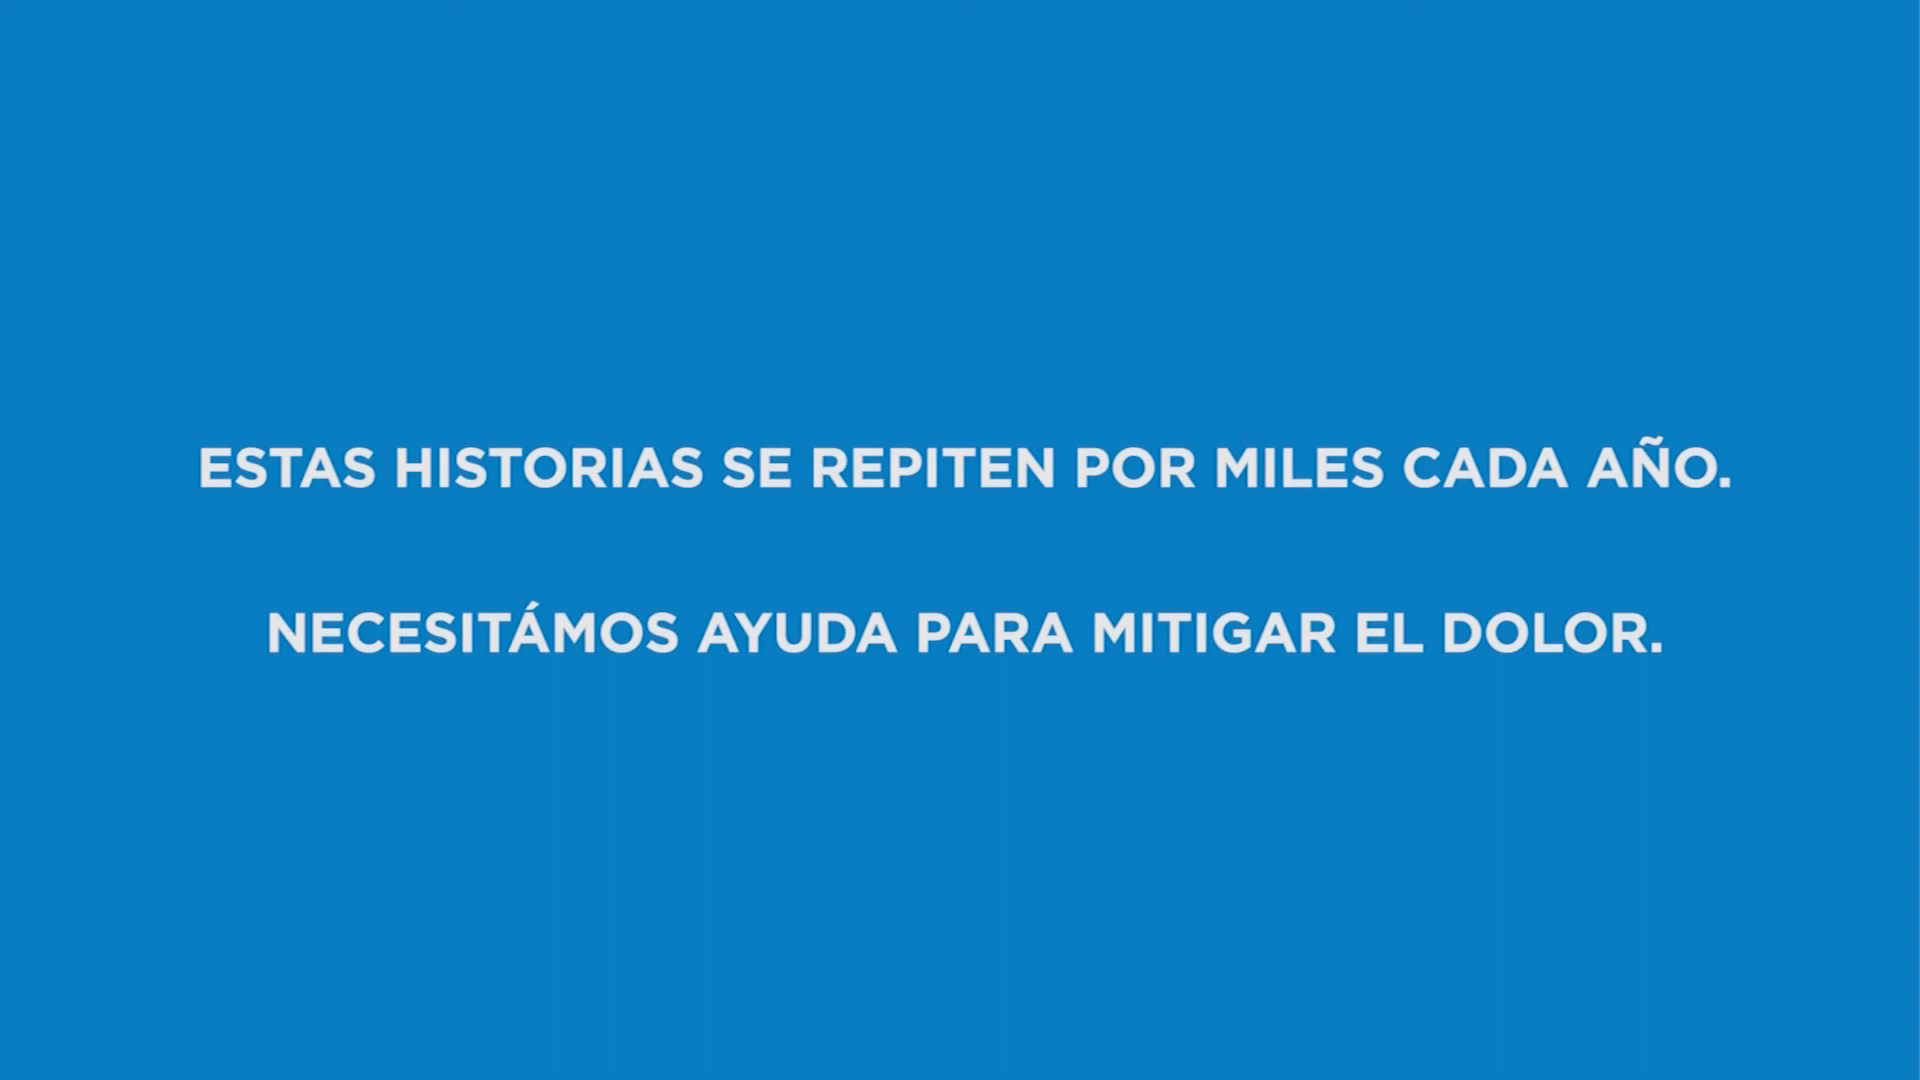 ESTAS HISTORIAS SE REPITEN POR MILES CADA AÑO.
NECESITÁMOS AYUDA PARA MITIGAR EL DOLOR.